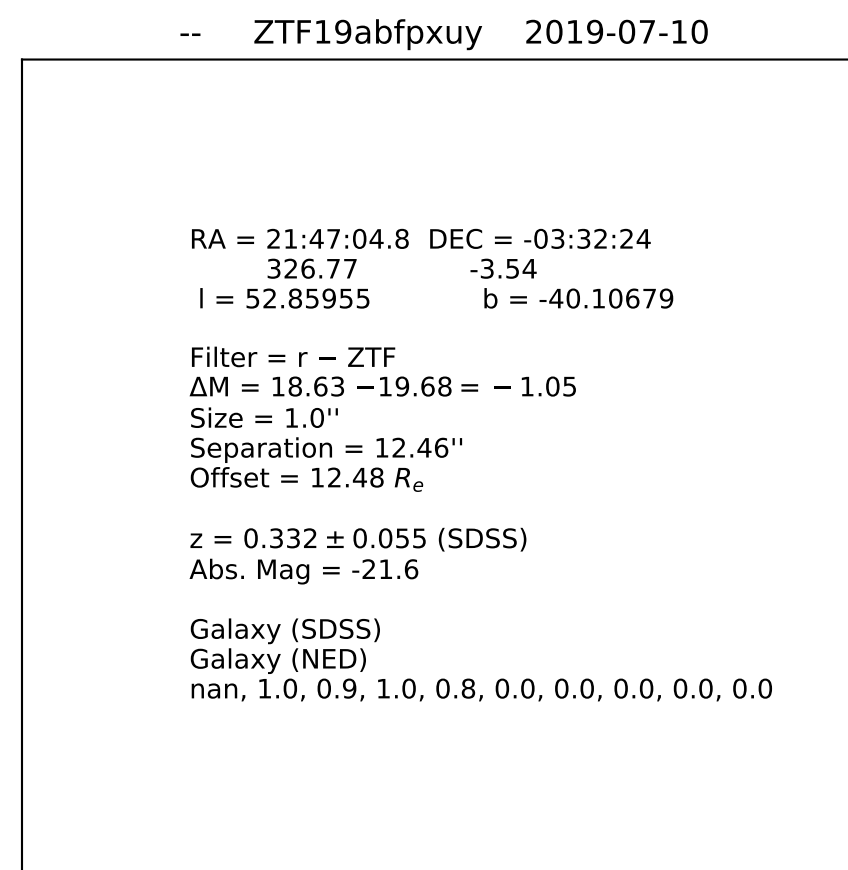 -- ZTF19abfpxuy 2019-07-10
RA = 21:47:04.8 DEC = -03:32:24
326.77 -3.54
l = 52.85955 b = -40.10679
Filter = r − ZTF
ΔM = 18.63 −19.68 = − 1.05
Size = 1.0''
Separation = 12.46''
Offset = 12.48 Re
z = 0.332 ± 0.055 (SDSS)
Abs. Mag = -21.6
Galaxy (SDSS)
Galaxy (NED)
nan, 1.0, 0.9, 1.0, 0.8, 0.0, 0.0, 0.0, 0.0, 0.0